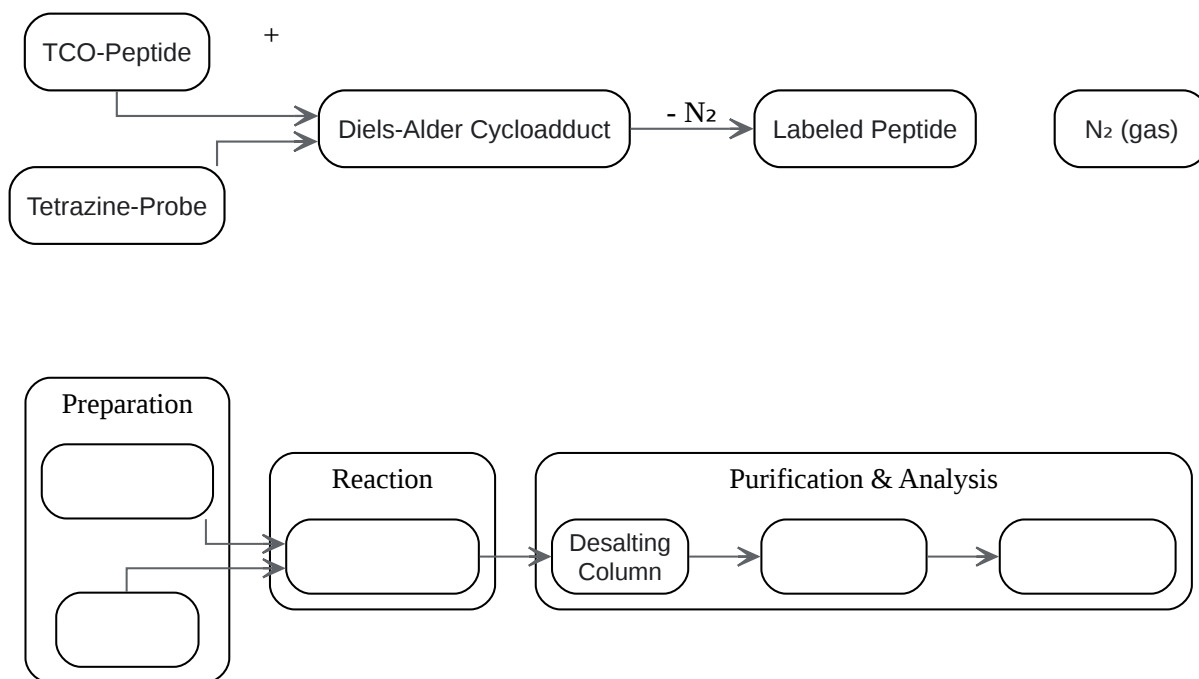 TCO-Peptide
+
Diels-Alder Cycloadduct
- N₂
Labeled Peptide
N₂ (gas)
Tetrazine-Probe
Preparation
Reaction
Purification & Analysis
Desalting
Column